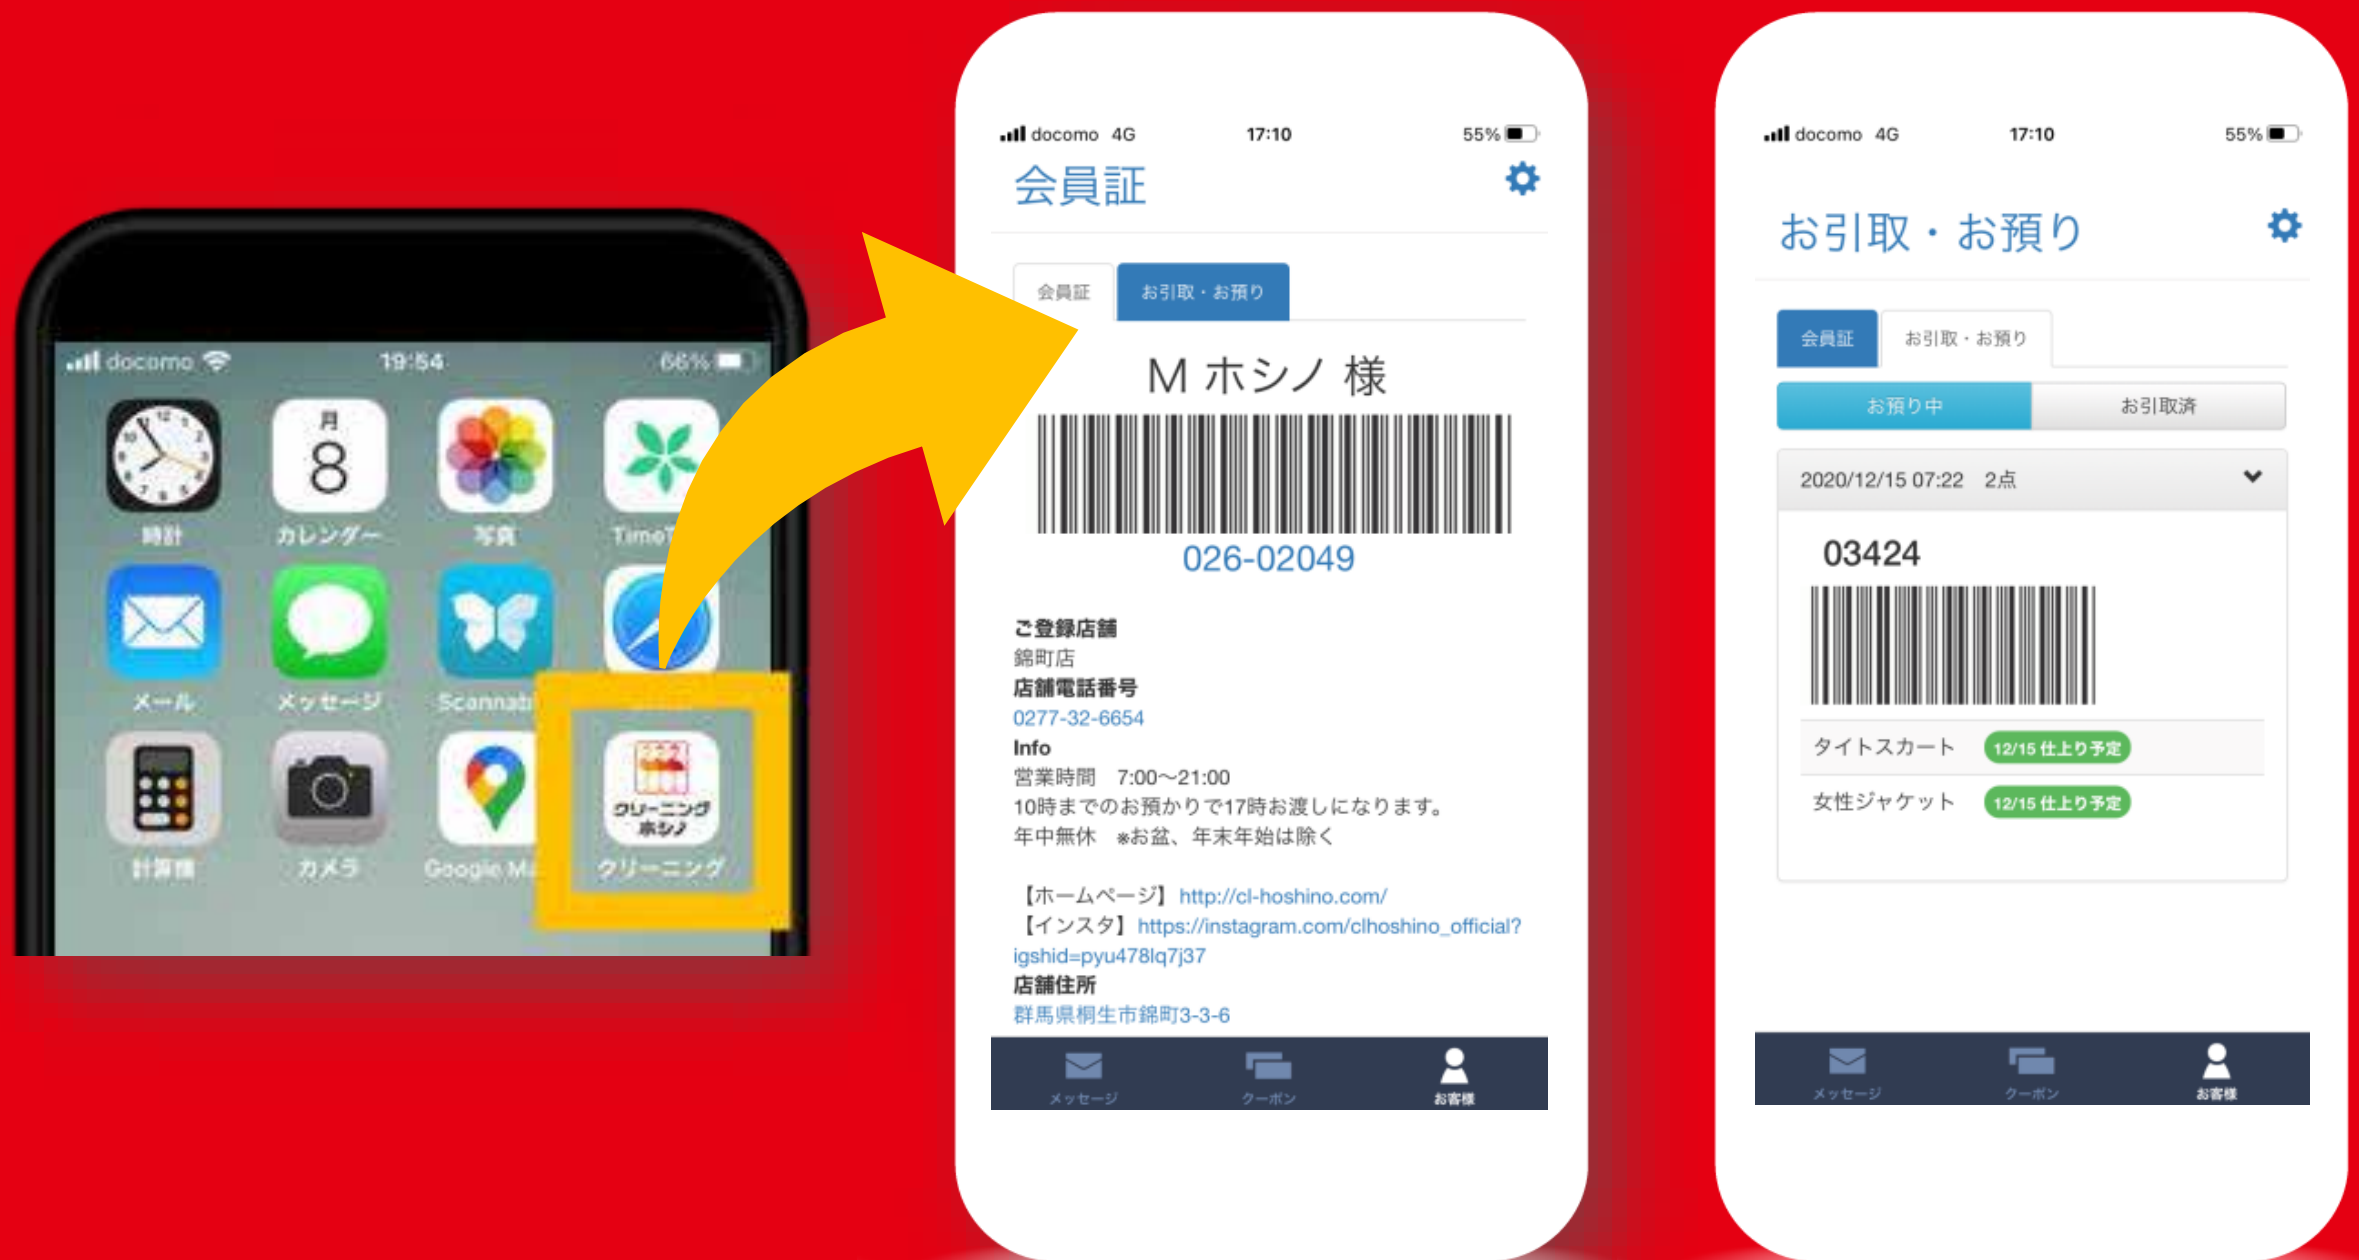 docomo 19:54 66%
月
8
時計 カレンダー 写真
メール メッセージ
クリーニング
ホシノ
計算機 カメラ Google クリーニング
docomo 4G 17:10 55%
会員証
会員証 お引取・お預り
M ホシノ 様
026-02049
ご登録店舗
錦町店
店舗電話番号
0277-32-6654
Info
営業時間 7:00〜21:00
10時までのお預かりで17時お渡しになります。
年中無休 ※お盆、年末年始は除く
【ホームページ】http://cl-hoshino.com/
【インスタ】https://instagram.com/clhoshino_official?
igshid=pyu478lq7j37
店舗住所
群馬県桐生市錦町3-3-6
メッセージ クーポン お客様
docomo 4G 17:10 55%
お引取・お預り
会員証 お引取・お預り
お預り中 お引取済
2020/12/15 07:22 2点
03424
タイトスカート 12/15 仕上り予定
女性ジャケット 12/15 仕上り予定
メッセージ クーポン お客様